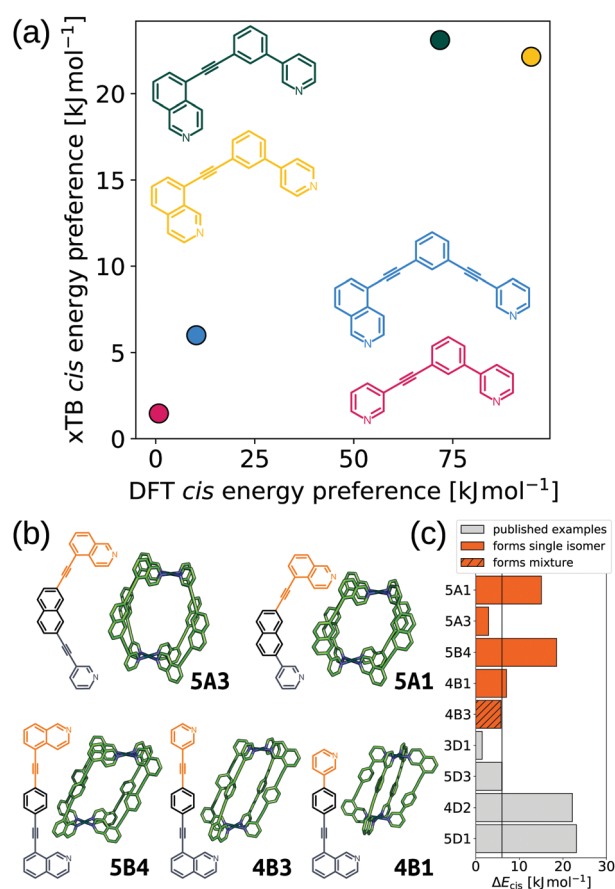 (a)
xTB cis energy preference [kJ mol⁻¹]
20
15
10
5
0
N
N
N
N
N
N
N
N
0 25 50 75
DFT cis energy preference [kJ mol⁻¹]
(b)
N
N
5A3
N
N
5A1
N
N
5B4
N
N
4B3
N
N
4B1
(c)
published examples
forms single isomer
forms mixture
5A1
5A3
5B4
4B1
4B3
3D1
5D3
4D2
5D1
0 10 20
ΔEcis [kJ mol⁻¹]